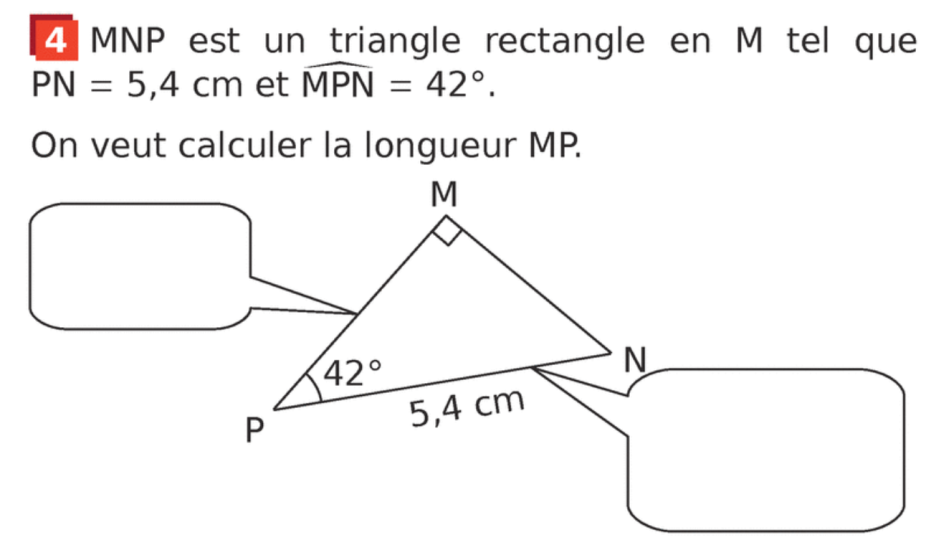 4 MNP est un triangle rectangle en M tel que
PN = 5,4 cm et M͡PN = 42°.
On veut calculer la longueur MP.
M
42°
N
5,4 cm
P